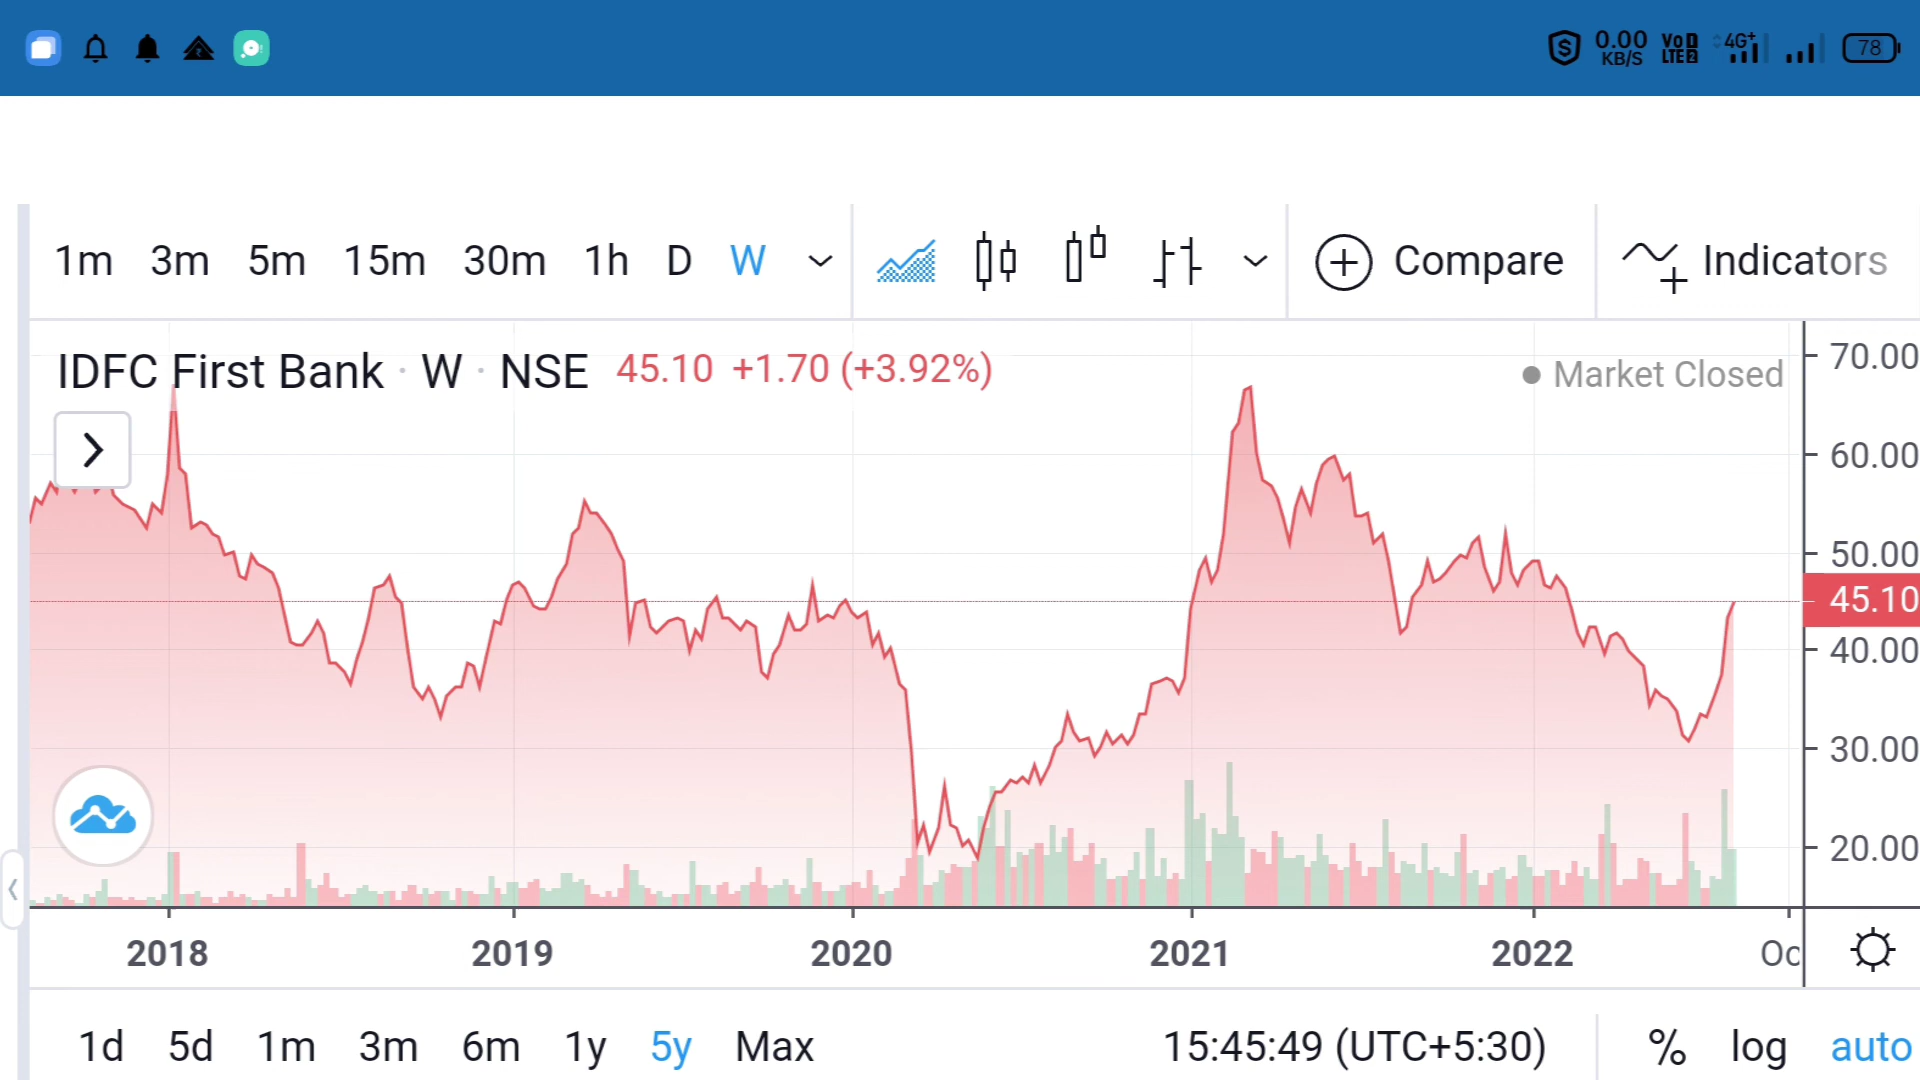 0.00 KB/S VoD LTE2 4G+ 78
1m 3m 5m 15m 30m 1h D W Compare Indicators
IDFC First Bank · W · NSE 45.10 +1.70 (+3.92%)
Market Closed
70.00
60.00
50.00
45.10
40.00
30.00
20.00
2018 2019 2020 2021 2022 Oc
1d 5d 1m 3m 6m 1y 5y Max 15:45:49 (UTC+5:30) % log auto